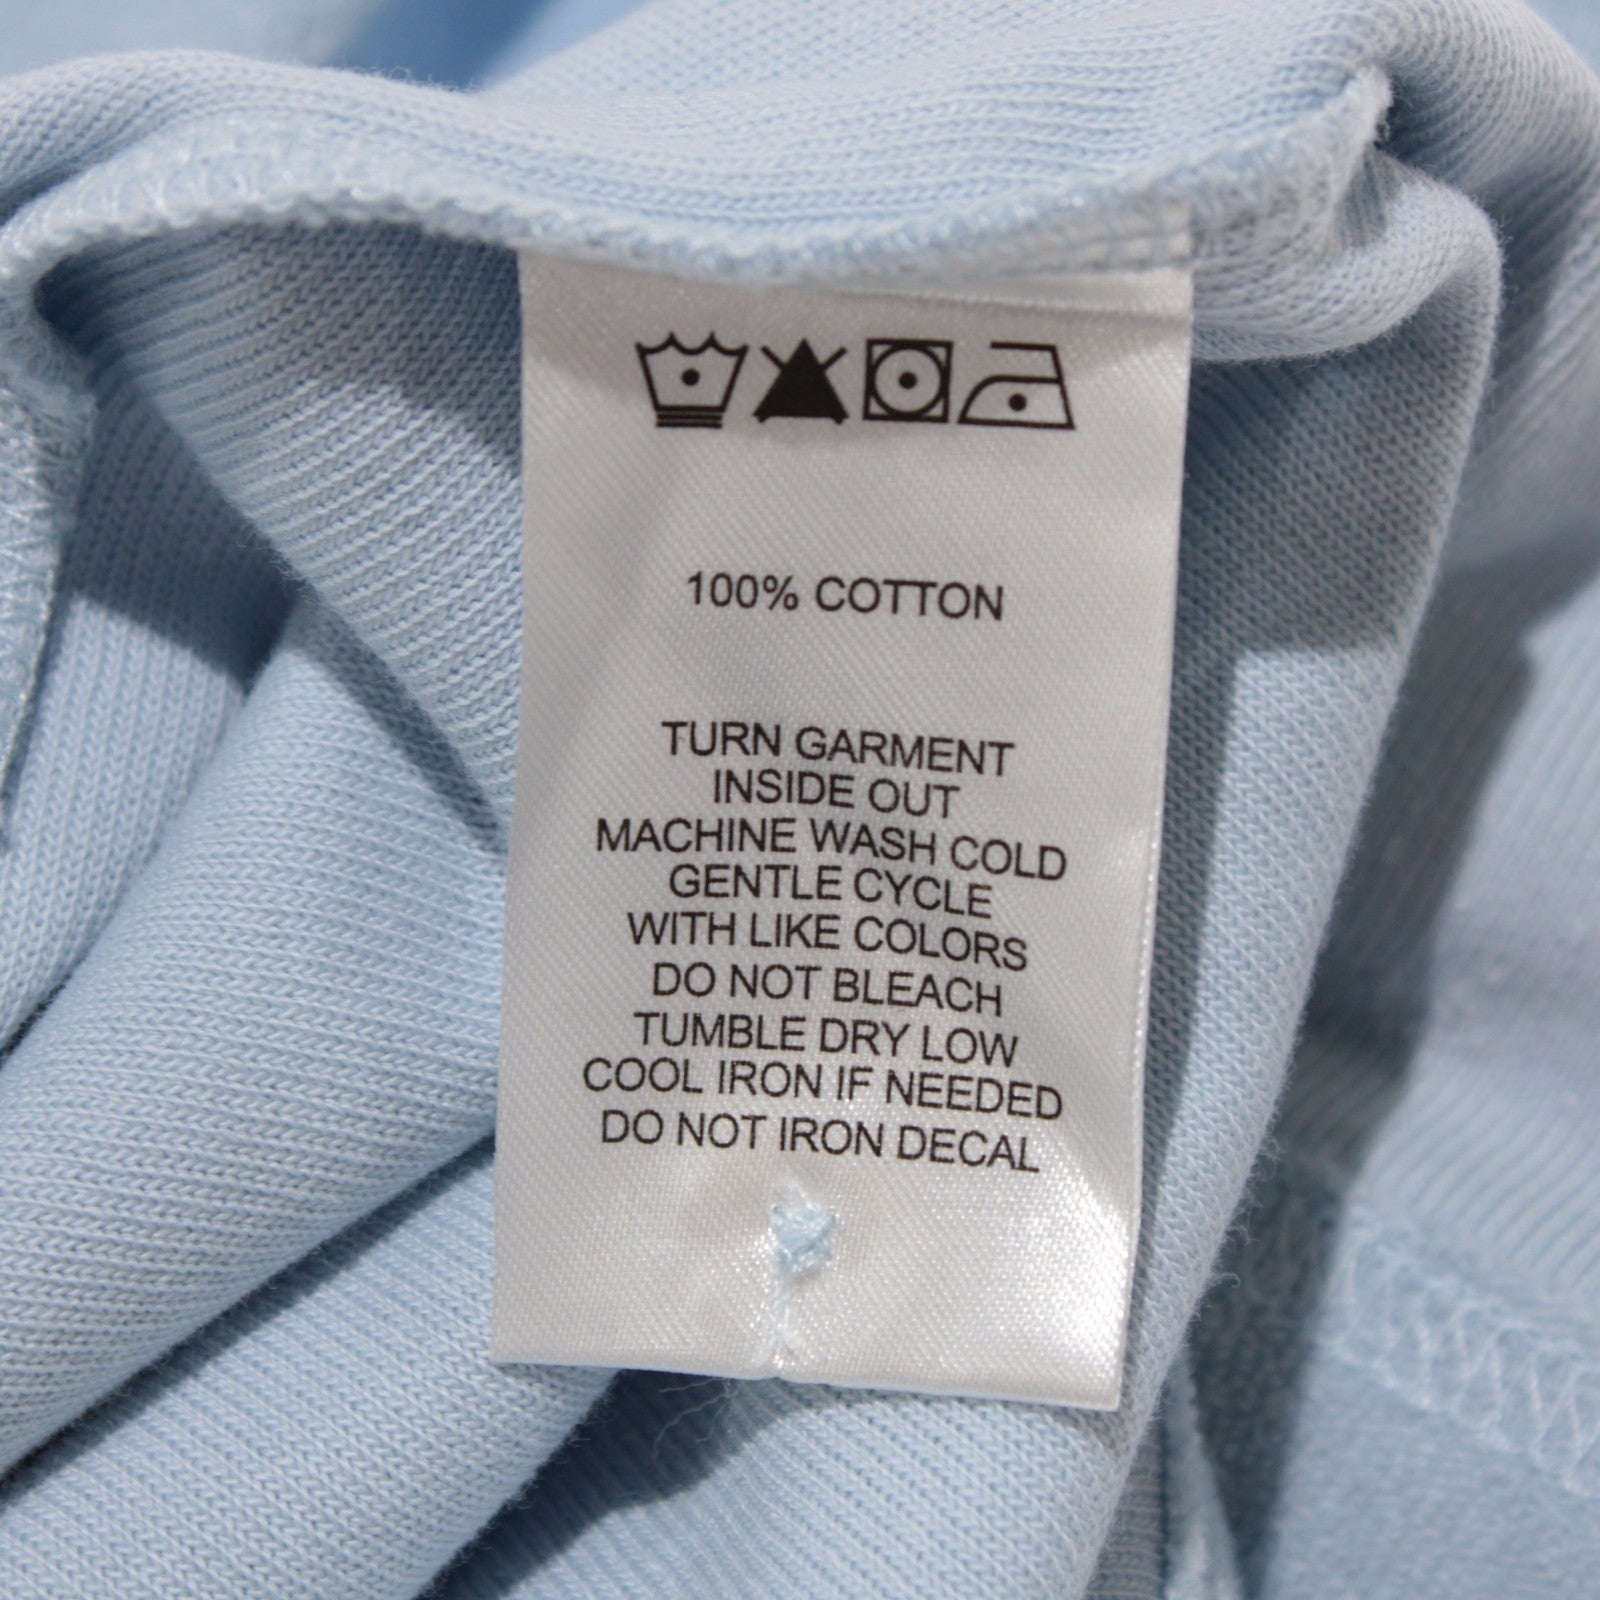 100% COTTON
TURN GARMENT
INSIDE OUT
MACHINE WASH COLD
GENTLE CYCLE
WITH LIKE COLORS
DO NOT BLEACH
TUMBLE DRY LOW
COOL IRON IF NEEDED
DO NOT IRON DECAL